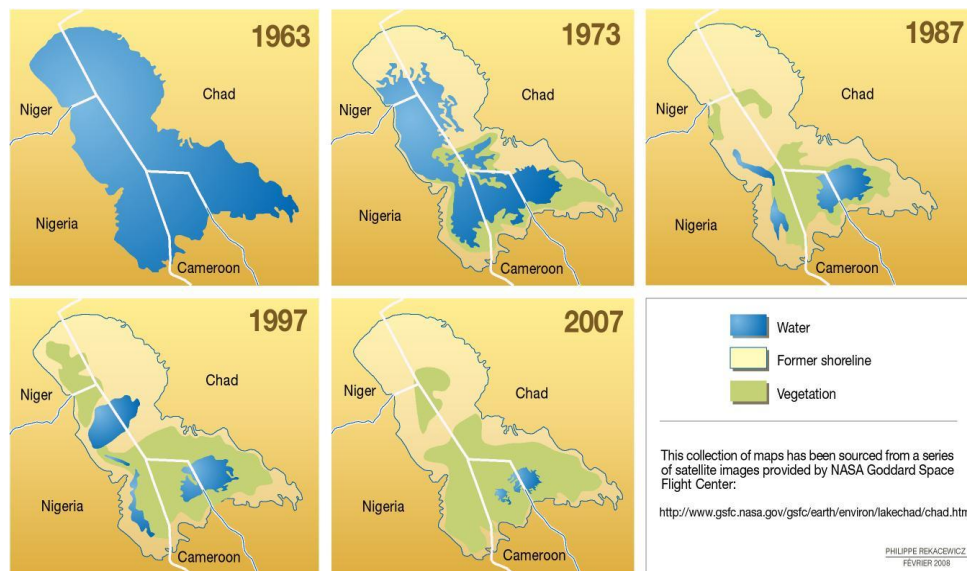 1963
Chad
Niger
Nigeria
Cameroon
1973
Chad
Niger
Nigeria
Cameroon
1987
Chad
Niger
Nigeria
Cameroon
1997
Chad
Niger
Nigeria
Cameroon
2007
Chad
Niger
Nigeria
Cameroon
Water
Former shoreline
Vegetation
This collection of maps has been sourced from a series
of satellite images provided by NASA Goddard Space
Flight Center:
http://www.gsfc.nasa.gov/gsfc/earth/environ/lakechad/chad.htm
PHILIPPE REKACEWICZ
FÉVRIER 2008